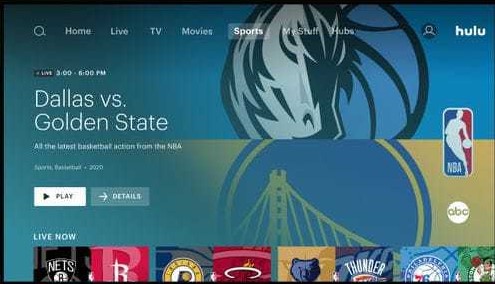 Home Live TV Movies Sports My Stuff Hubs hulu
LIVE 3:00 - 6:00 PM
Dallas vs.
Golden State
All the latest basketball action from the NBA
Sports, Basketball • 2020
PLAY DETAILS
NBA
abc
LIVE NOW
NETS R THUNDER 76